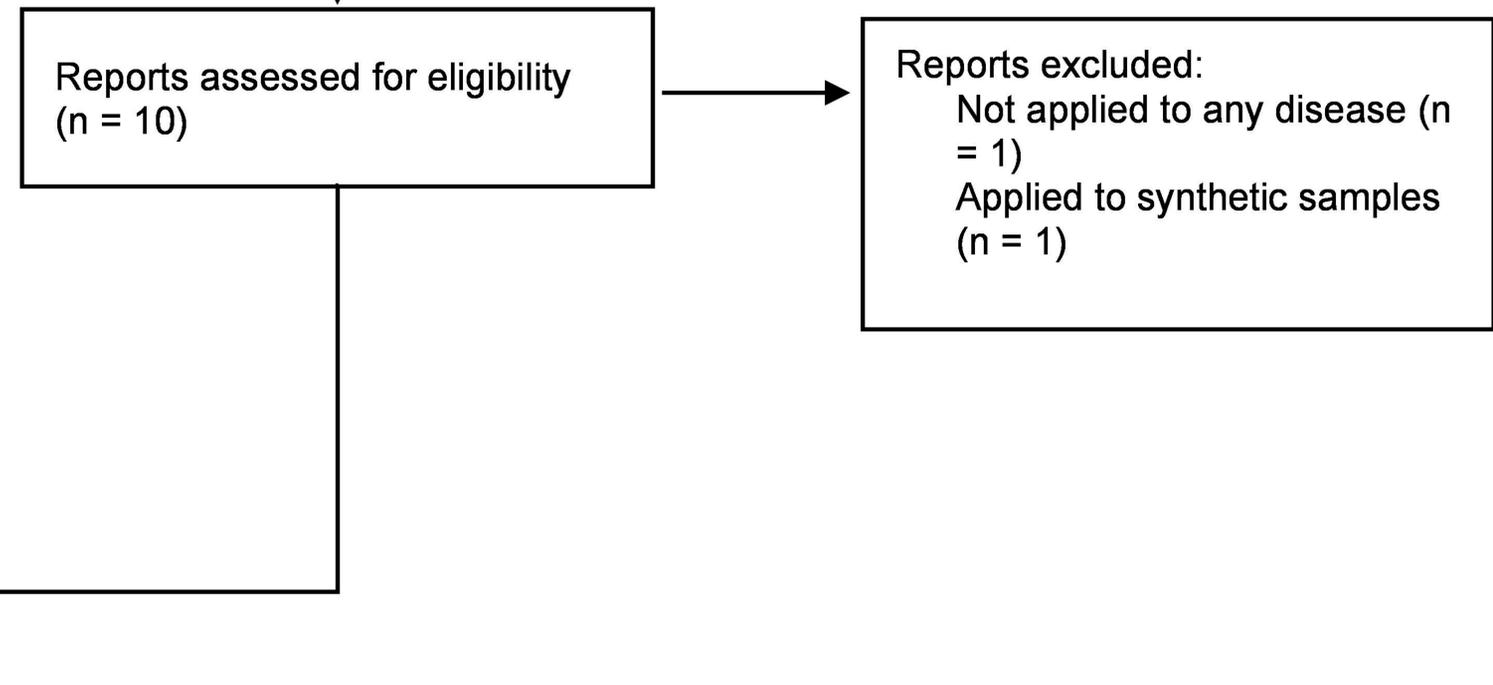 Reports assessed for eligibility
(n = 10)
Reports excluded:
Not applied to any disease (n
= 1)
Applied to synthetic samples
(n = 1)